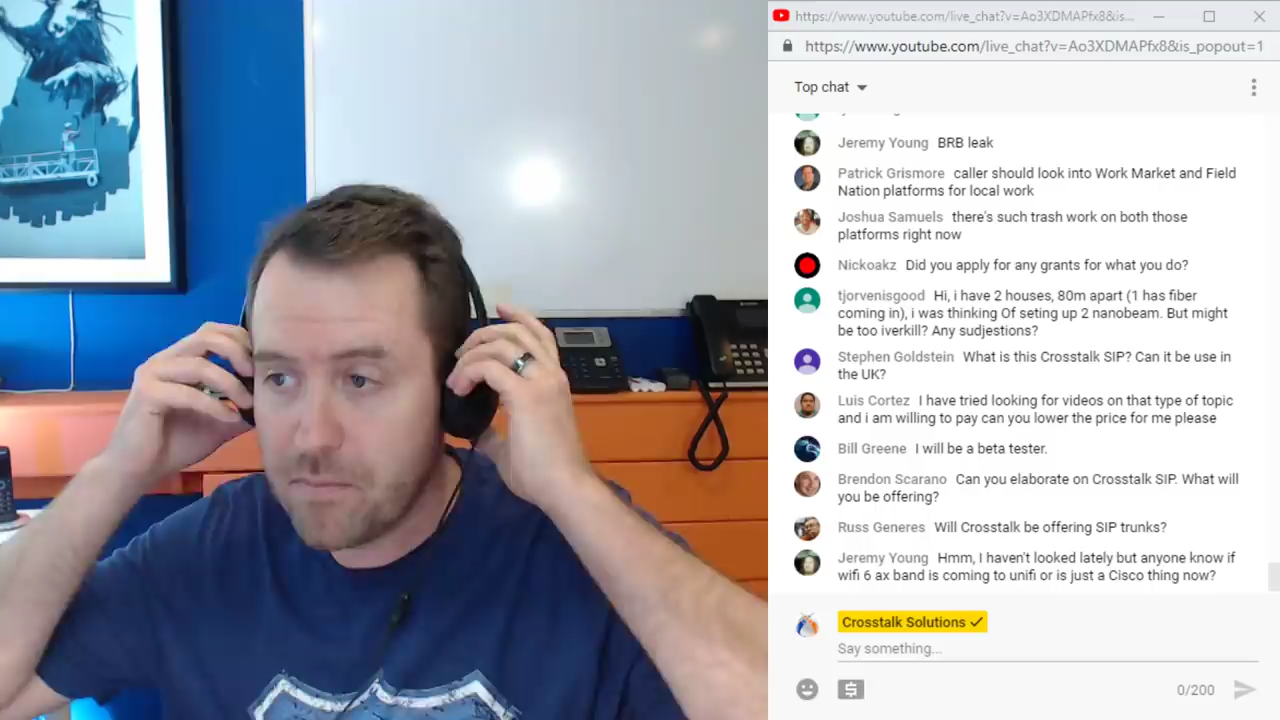 https://www.youtube.com/live_chat?v=Ao3XDMAPfx8&is...
https://www.youtube.com/live_chat?v=Ao3XDMAPfx8&is_popout=1
Top chat
Jeremy Young BRB leak
Patrick Grismore caller should look into Work Market and Field
Nation platforms for local work
Joshua Samuels there's such trash work on both those
platforms right now
Nickoakz Did you apply for any grants for what you do?
tjorvenisgood Hi, i have 2 houses, 80m apart (1 has fiber
coming in), i was thinking Of seting up 2 nanobeam. But might
be too iverkill? Any sudjestions?
Stephen Goldstein What is this Crosstalk SIP? Can it be use in
the UK?
Luis Cortez I have tried looking for videos on that type of topic
and i am willing to pay can you lower the price for me please
Bill Greene I will be a beta tester.
Brendon Scarano Can you elaborate on Crosstalk SIP. What will
you be offering?
Russ Generes Will Crosstalk be offering SIP trunks?
Jeremy Young Hmm, I haven't looked lately but anyone know if
wifi 6 ax band is coming to unifi or is just a Cisco thing now?
Crosstalk Solutions
Say something...
0/200